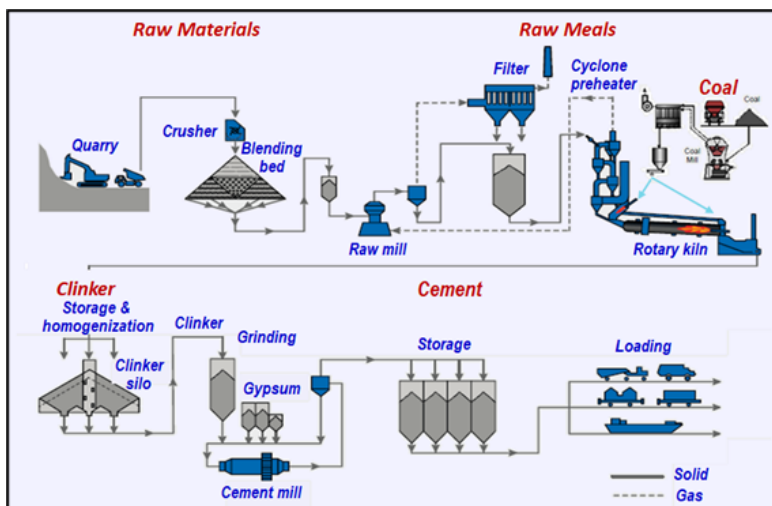 Raw Materials
Raw Meals
Filter
Cyclone
preheater
Coal
Coal
Quarry
Crusher
Blending
bed
Coal
Mill
Raw mill
Rotary kiln
Clinker
Cement
Storage &
homogenization
Clinker
Grinding
Storage
Loading
Clinker
silo
Gypsum
Cement mill
Solid
Gas